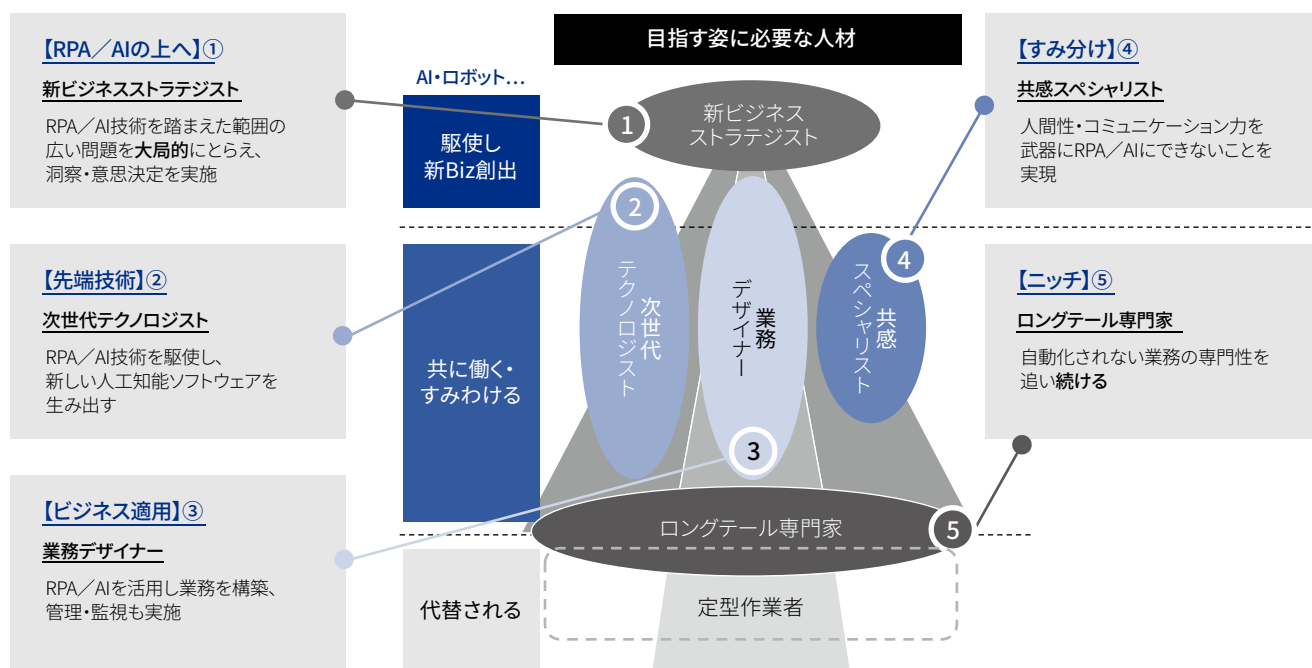 【RPA／AIの上へ】①
新ビジネスストラテジスト
RPA／AI技術を踏まえた範囲の
広い問題を大局的にとらえ、
洞察・意思決定を実施
【先端技術】②
次世代テクノロジスト
RPA／AI技術を駆使し、
新しい人工知能ソフトウェアを
生み出す
【ビジネス適用】③
業務デザイナー
RPA／AIを活用し業務を構築、
管理・監視も実施
AI・ロボット…
駆使し
新Biz創出
共に働く・
すみわける
代替される
目指す姿に必要な人材
1
新ビジネス
ストラテジスト
2
次世代
テクノロジスト
業務
デザイナー
3
4
共感
スペシャリスト
ロングテール専門家
5
定型作業者
【すみ分け】④
共感スペシャリスト
人間性・コミュニケーション力を
武器にRPA／AIにできないことを
実現
【ニッチ】⑤
ロングテール専門家
自動化されない業務の専門性を
追い続ける